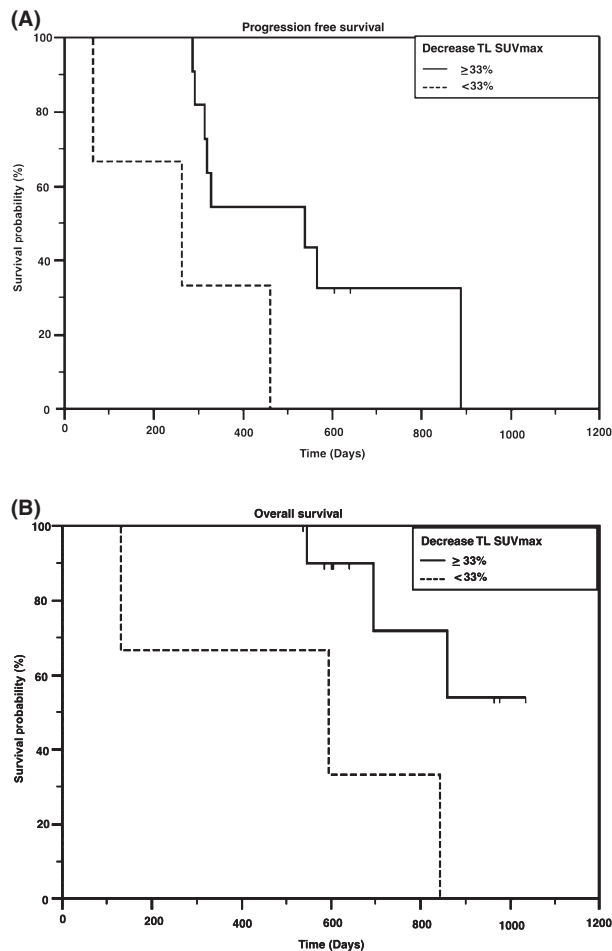 (A)
Progression free survival
Decrease TL SUVmax
≥33%
<33%
Survival probability (%)
100
80
60
40
20
0
0 200 400 600 800 1000 1200
Time (Days)
(B)
Overall survival
Decrease TL SUVmax
≥ 33%
<33%
Survival probability (%)
100
80
60
40
20
0
0 200 400 600 800 1000 1200
Time (Days)